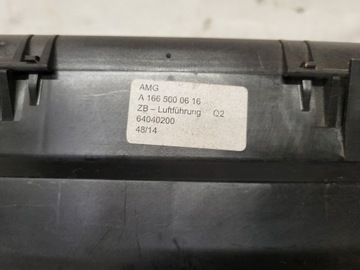 AMG
A 166 500 06 16
ZB – Luftführung Q2
64040200
48/14